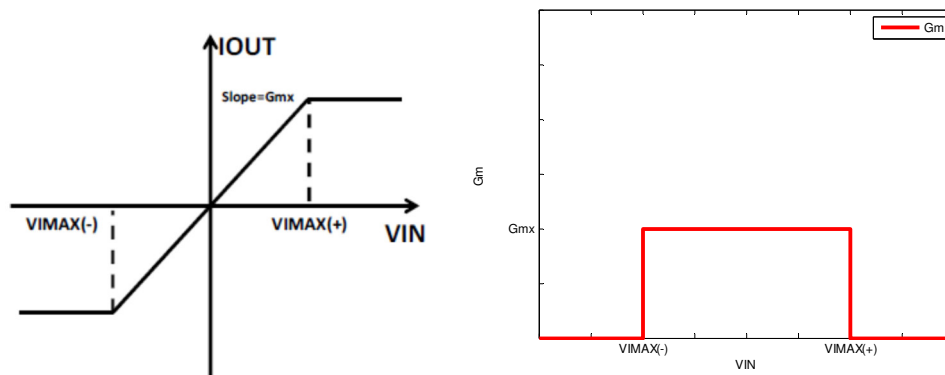 IOUT
Slope=Gmx
VIMAX(-)
VIMAX(+)
VIN
Gm
Gm
Gmx
VIMAX(-)
VIMAX(+)
VIN